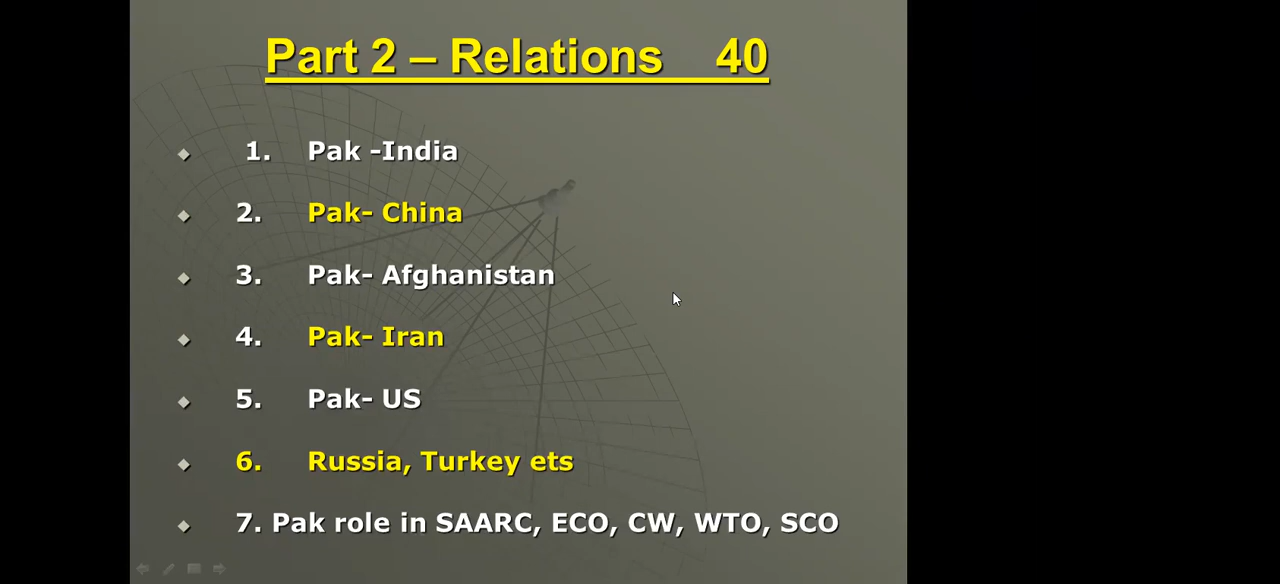 Part 2 – Relations 40
1. Pak -India
2. Pak- China
3. Pak- Afghanistan
4. Pak- Iran
5. Pak- US
6. Russia, Turkey ets
7. Pak role in SAARC, ECO, CW, WTO, SCO